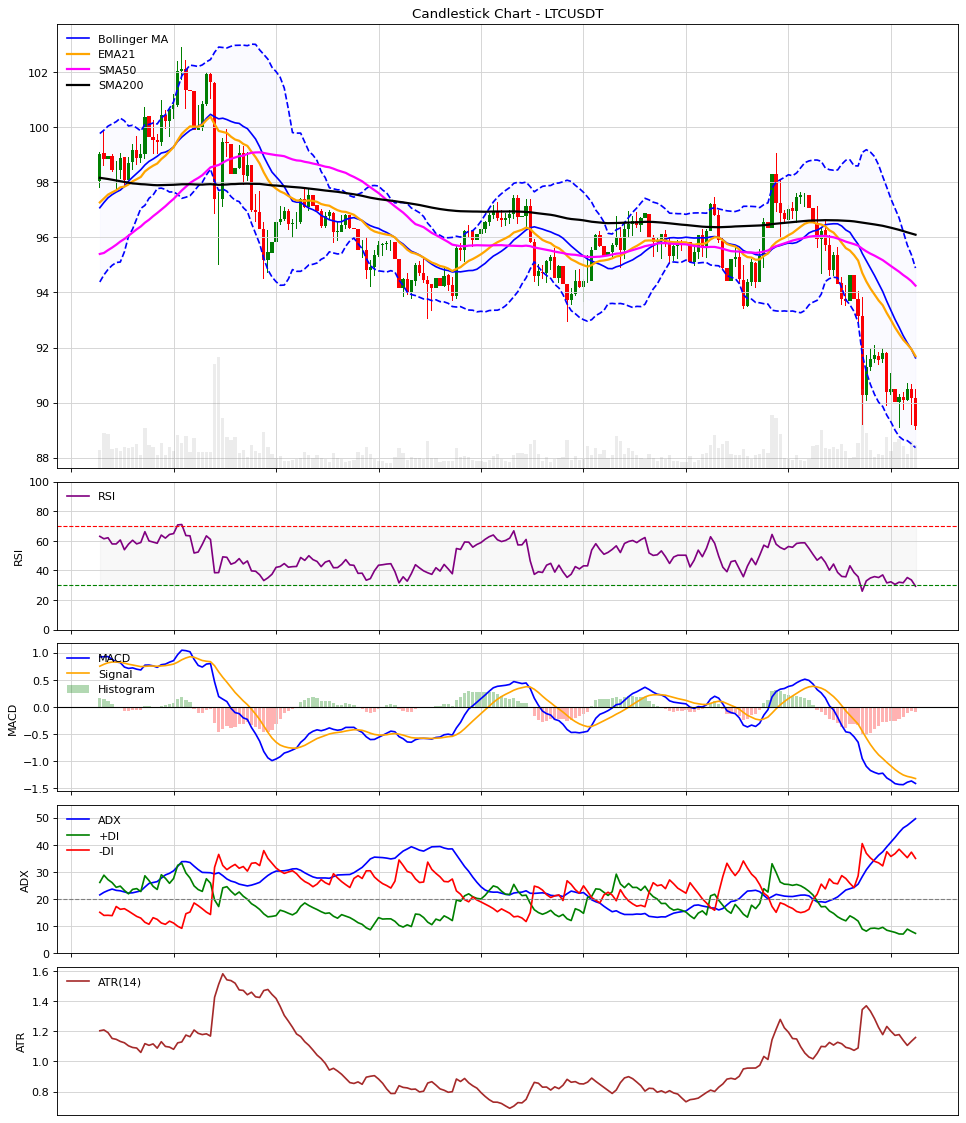 Candlestick Chart - LTCUSDT
Bollinger MA
EMA21
SMA50
SMA200
102
100
98
96
94
92
90
88
RSI
RSI
100
80
60
40
20
0
MACD
Signal
Histogram
MACD
1.0
0.5
0.0
−0.5
−1.0
−1.5
ADX
+DI
-DI
ADX
50
40
30
20
10
0
ATR(14)
ATR
1.6
1.4
1.2
1.0
0.8